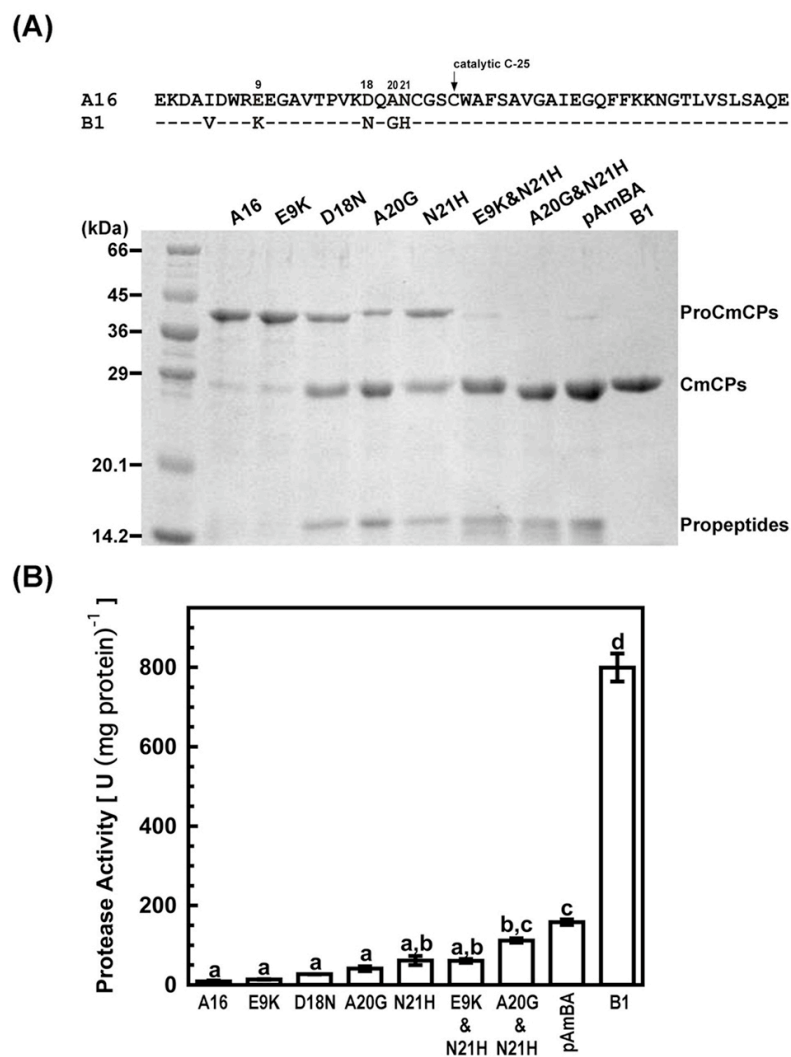 (A)
catalytic C-25
9 18 20 21
A16 EKDAIDWREEGAVTPVKDQANCGSCWAFSAVGAIEGQFFKKNGTLVSLSAQE
B1 ----V---K--------N-GH-------------------------------
A16 E9K D18N A20G N21H E9K&N21H A20G&N21H pAmBA B1
(kDa)
66
45
ProCmCPs
36
29
CmCPs
20.1
Propeptides
14.2
(B)
Protease Activity [ U (mg protein)-1 ]
d
800
600
400
200
a a a a a,b a,b b,c c
0
A16 E9K D18N A20G N21H E9K & N21H A20G & N21H pAmBA B1